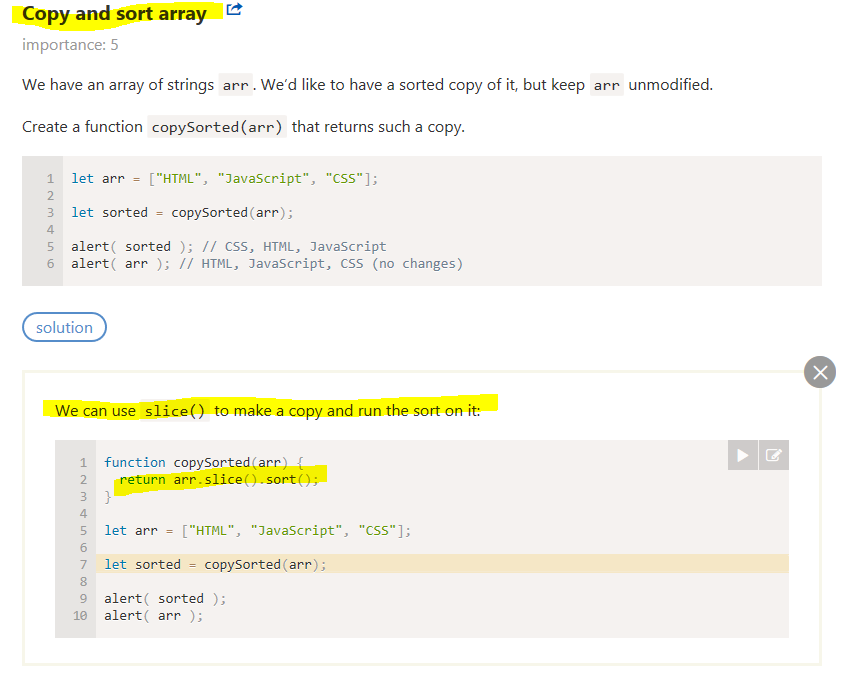 Copy and sort array
importance: 5
We have an array of strings arr. We’d like to have a sorted copy of it, but keep arr unmodified.
Create a function copySorted(arr) that returns such a copy.
1 let arr = ["HTML", "JavaScript", "CSS"];
2
3 let sorted = copySorted(arr);
4
5 alert( sorted ); // CSS, HTML, JavaScript
6 alert( arr ); // HTML, JavaScript, CSS (no changes)
solution
We can use slice() to make a copy and run the sort on it:
1 function copySorted(arr) {
2 return arr.slice().sort();
3 }
4
5 let arr = ["HTML", "JavaScript", "CSS"];
6
7 let sorted = copySorted(arr);
8
9 alert( sorted );
10 alert( arr );